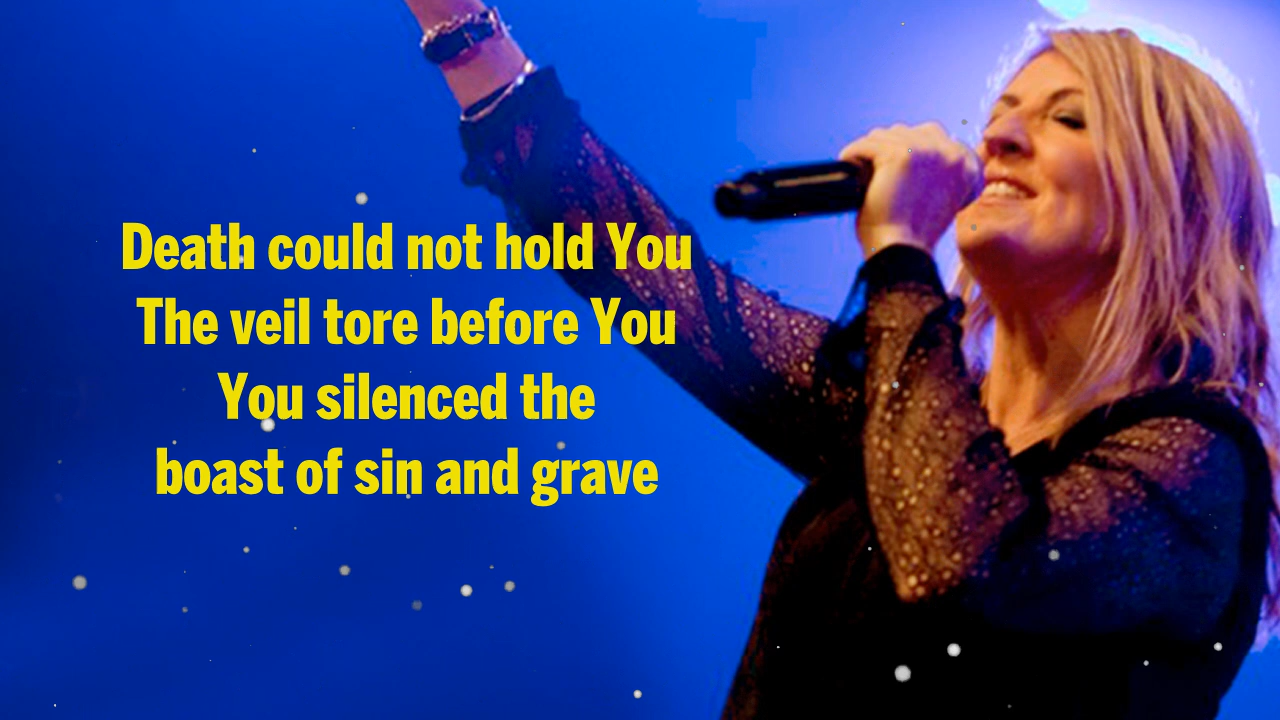 Death could not hold You
The veil tore before You
You silenced the
boast of sin and grave